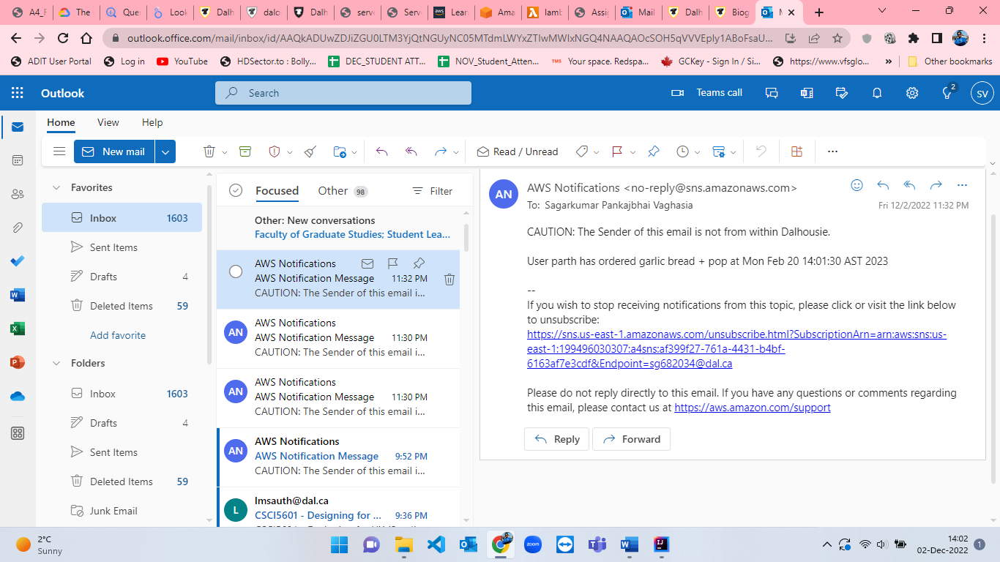 A4_F
The
Que
Look
Dalh
dalo
Dalh
serve
Serve
aws
Learn
Ama
lamb
Assig
Mail
Dalh
Biog
outlook.office.com/mail/inbox/id/AAQkADUwZDJiZGU0LTM3YjQtNGUyNC05MTdmLWYxZTIwMWIxNGQ4NAAQAOcSOH5qVVVEply1ABoFsaU...
ADIT User Portal
Log in
YouTube
HDSector.to : Bolly...
DEC_STUDENT ATT...
NOV_Student_Atten...
TMS
Your space. Redspa...
GCKey - Sign In / Si...
https://www.vfsglo...
»
Other bookmarks
Outlook
Search
Teams call
2
SV
Home
View
Help
New mail
Read / Unread
Favorites
Inbox 1603
Sent Items
Drafts 4
Deleted Items 59
Add favorite
Folders
Inbox 1603
Drafts 4
Sent Items
Deleted Items 59
Junk Email
Focused
Other 98
Filter
Other: New conversations
Faculty of Graduate Studies; Student Lea...
AWS Notifications
AWS Notification Message 11:32 PM
CAUTION: The Sender of this email i...
AN
AWS Notifications
AWS Notification Message 11:30 PM
CAUTION: The Sender of this email i...
AN
AWS Notifications
AWS Notification Message 11:30 PM
CAUTION: The Sender of this email i...
AN
AWS Notifications
AWS Notification Message 9:52 PM
CAUTION: The Sender of this email i...
L
lmsauth@dal.ca
CSCI5601 - Designing for ... 9:36 PM
AN
AWS Notifications <no-reply@sns.amazonaws.com>
To: Sagarkumar Pankajbhai Vaghasia
Fri 12/2/2022 11:32 PM
CAUTION: The Sender of this email is not from within Dalhousie.
User parth has ordered garlic bread + pop at Mon Feb 20 14:01:30 AST 2023
--
If you wish to stop receiving notifications from this topic, please click or visit the link below
to unsubscribe:
https://sns.us-east-1.amazonaws.com/unsubscribe.html?SubscriptionArn=arn:aws:sns:us-
east-1:199496030307:a4sns:af399f27-761a-4431-b4bf-
6163af7e3cdf&Endpoint=sg682034@dal.ca
Please do not reply directly to this email. If you have any questions or comments regarding
this email, please contact us at https://aws.amazon.com/support
Reply
Forward
2°C
Sunny
zoom
14:02
02-Dec-2022
1